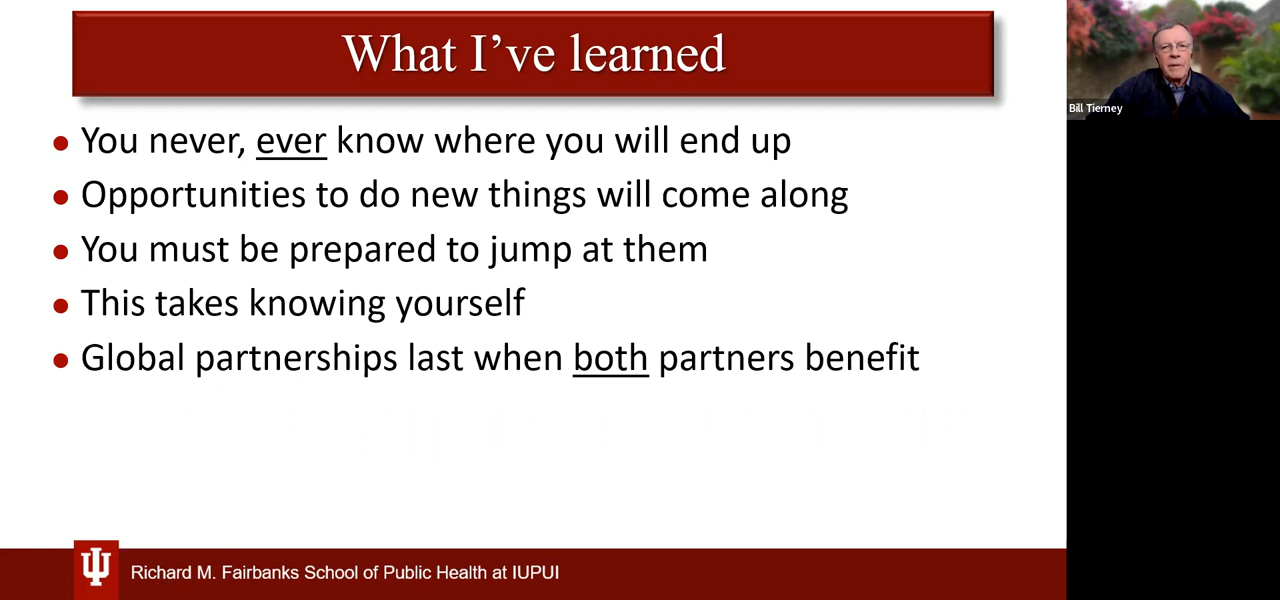 What I’ve learned
You never, ever know where you will end up
Opportunities to do new things will come along
You must be prepared to jump at them
This takes knowing yourself
Global partnerships last when both partners benefit
Richard M. Fairbanks School of Public Health at IUPUI
Bill Tierney